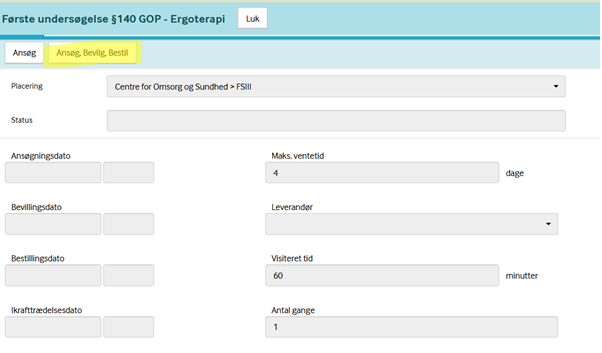 Første undersøgelse §140 GOP - Ergoterapi Luk
Ansøg Ansøg, Bevilg, Bestil
Placering Centre for Omsorg og Sundhed > FSIII
Status
Ansøgningsdato Maks. ventetid
4 dage
Bevillingsdato Leverandør
Bestillingsdato Visiteret tid
60 minutter
Ikrafttrædelsesdato Antal gange
1